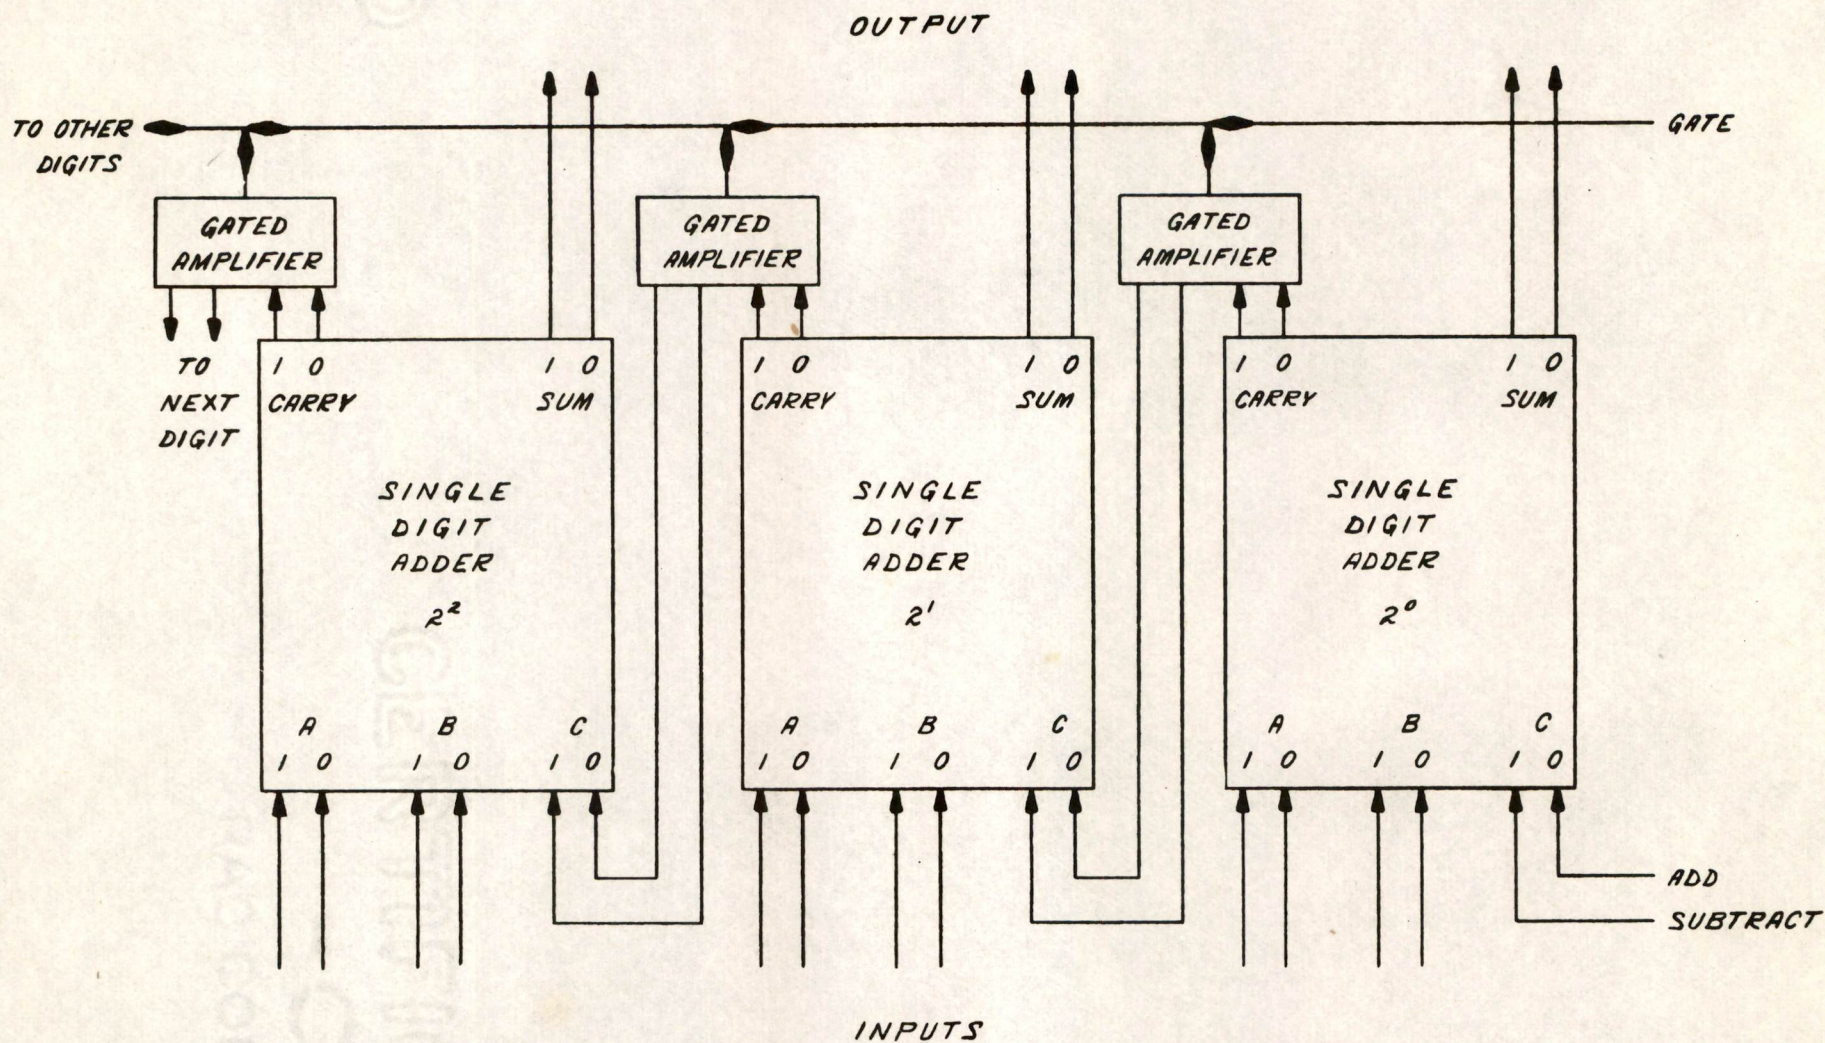 OUTPUT
TO OTHER
DIGITS
GATE
GATED
AMPLIFIER
GATED
AMPLIFIER
GATED
AMPLIFIER
TO
NEXT
DIGIT
1 0
CARRY
1 0
SUM
SINGLE
DIGIT
ADDER
2²
A B C
1 0 1 0 1 0
1 0
CARRY
1 0
SUM
SINGLE
DIGIT
ADDER
2¹
A B C
1 0 1 0 1 0
1 0
CARRY
1 0
SUM
SINGLE
DIGIT
ADDER
2⁰
A B C
1 0 1 0 1 0
ADD
SUBTRACT
INPUTS